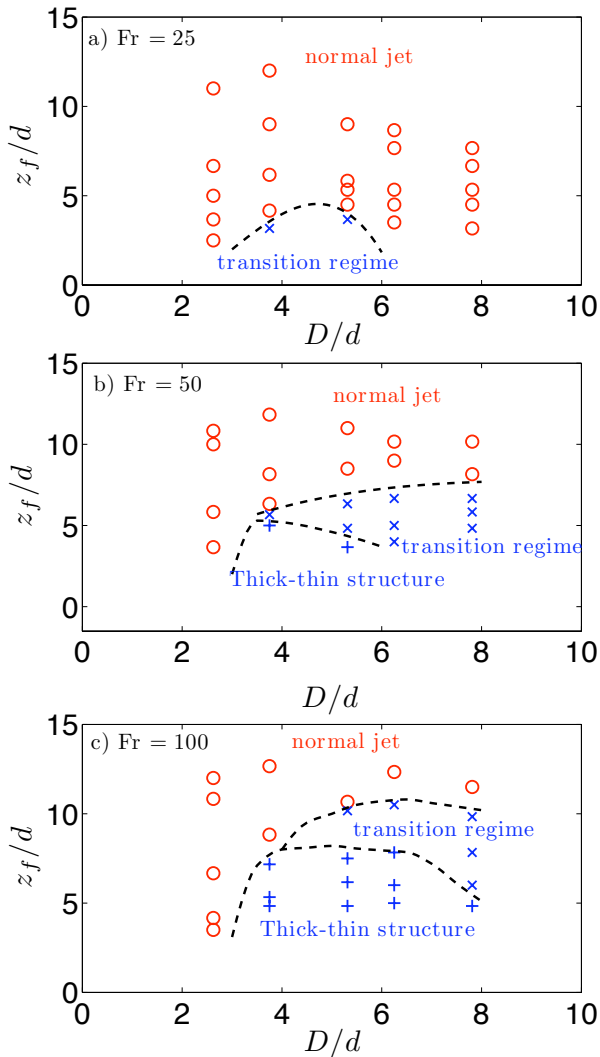 a) Fr = 25
normal jet
transition regime
z_f/d
15
10
5
0
0 2 4 6 8 10
D/d
b) Fr = 50
normal jet
transition regime
Thick-thin structure
z_f/d
15
10
5
0
0 2 4 6 8 10
D/d
c) Fr = 100
normal jet
transition regime
Thick-thin structure
z_f/d
15
10
5
0
0 2 4 6 8 10
D/d